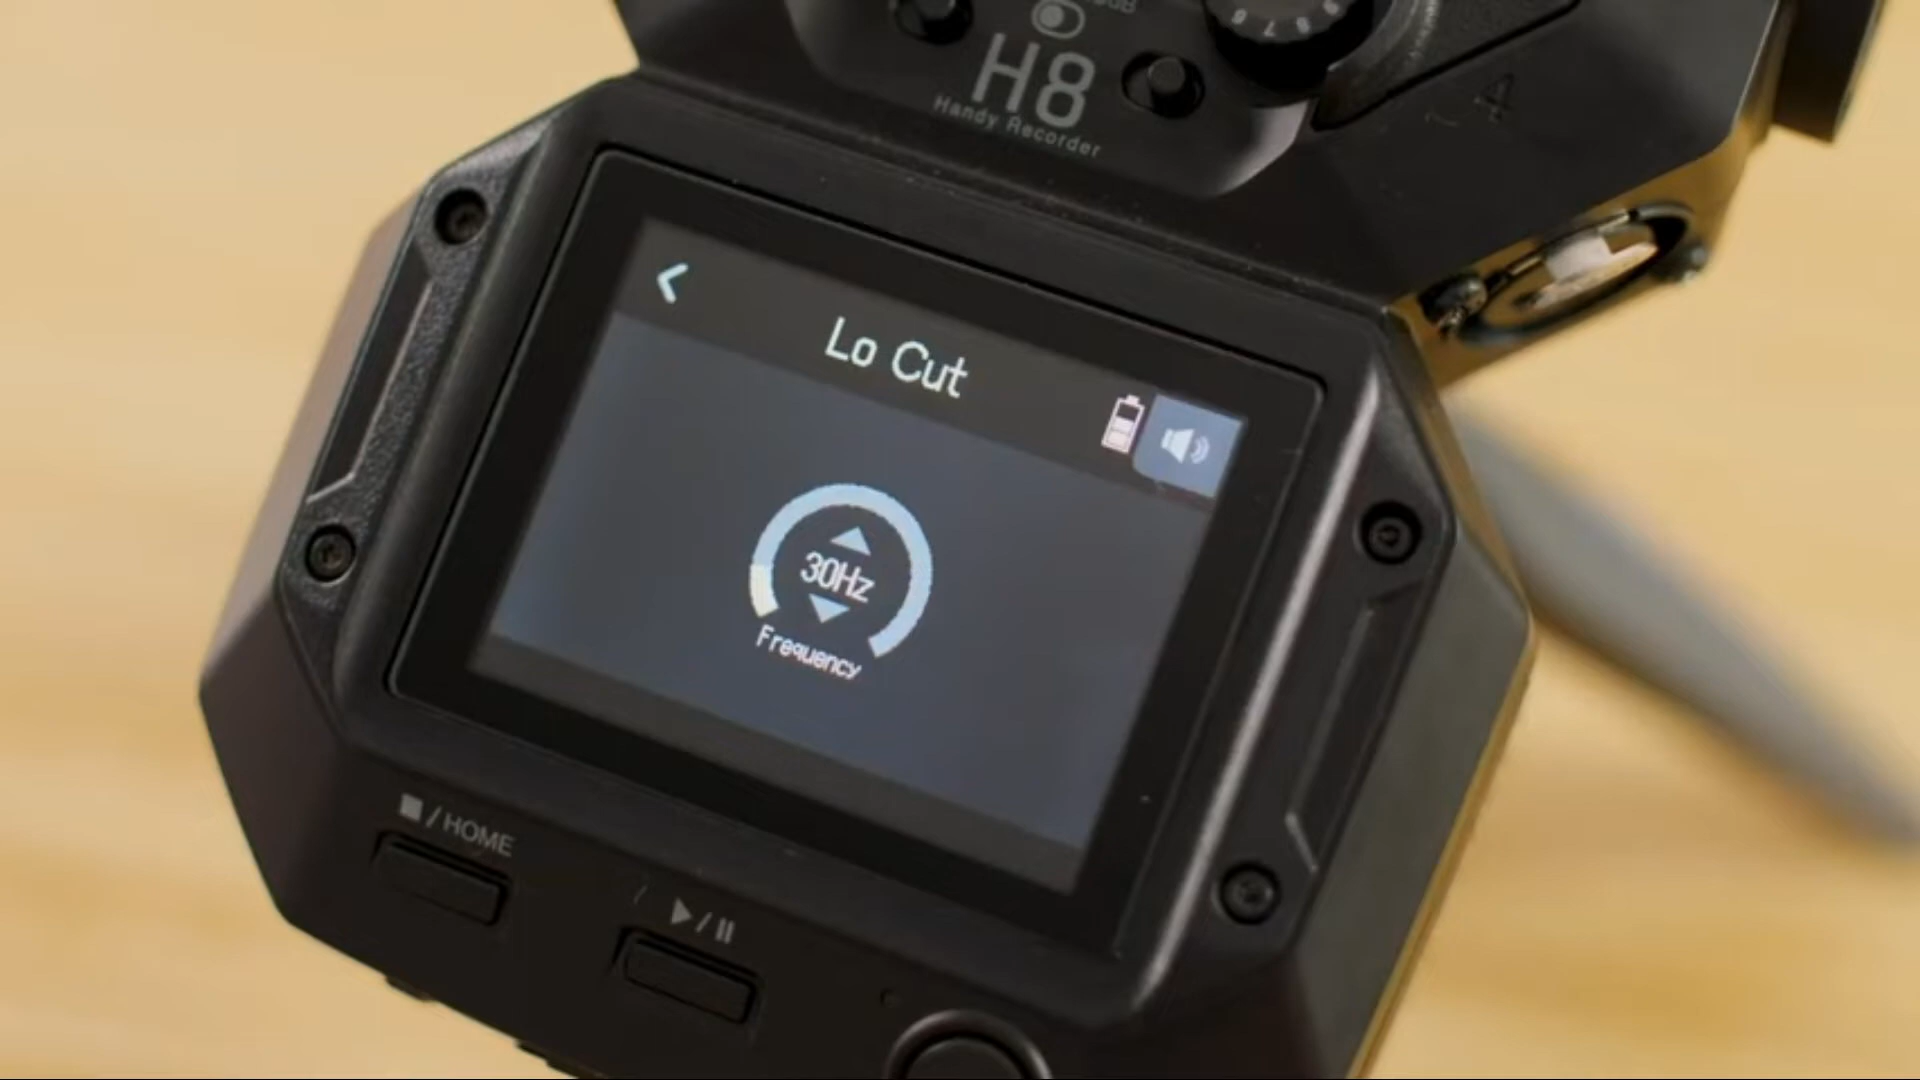 H8
Handy Recorder
Lo Cut
30Hz
Frequency
/ HOME
/